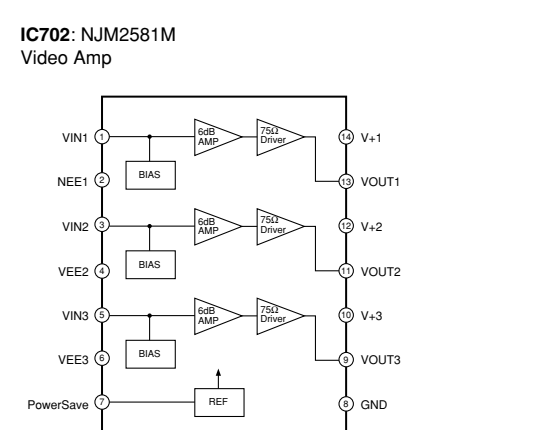 IC702: NJM2581M
Video Amp
VIN1 1 6dB AMP 75Ω Driver 14 V+1
BIAS
NEE1 2 13 VOUT1
VIN2 3 6dB AMP 75Ω Driver 12 V+2
BIAS
VEE2 4 11 VOUT2
VIN3 5 6dB AMP 75Ω Driver 10 V+3
BIAS
VEE3 6 9 VOUT3
PowerSave 7 REF 8 GND